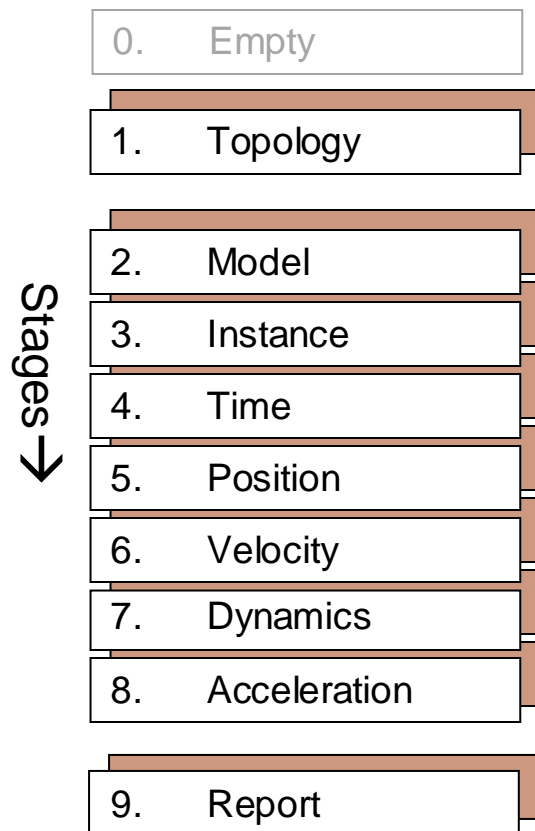 0. Empty
1. Topology
2. Model
3. Instance
4. Time
5. Position
6. Velocity
7. Dynamics
8. Acceleration
9. Report
Stages→